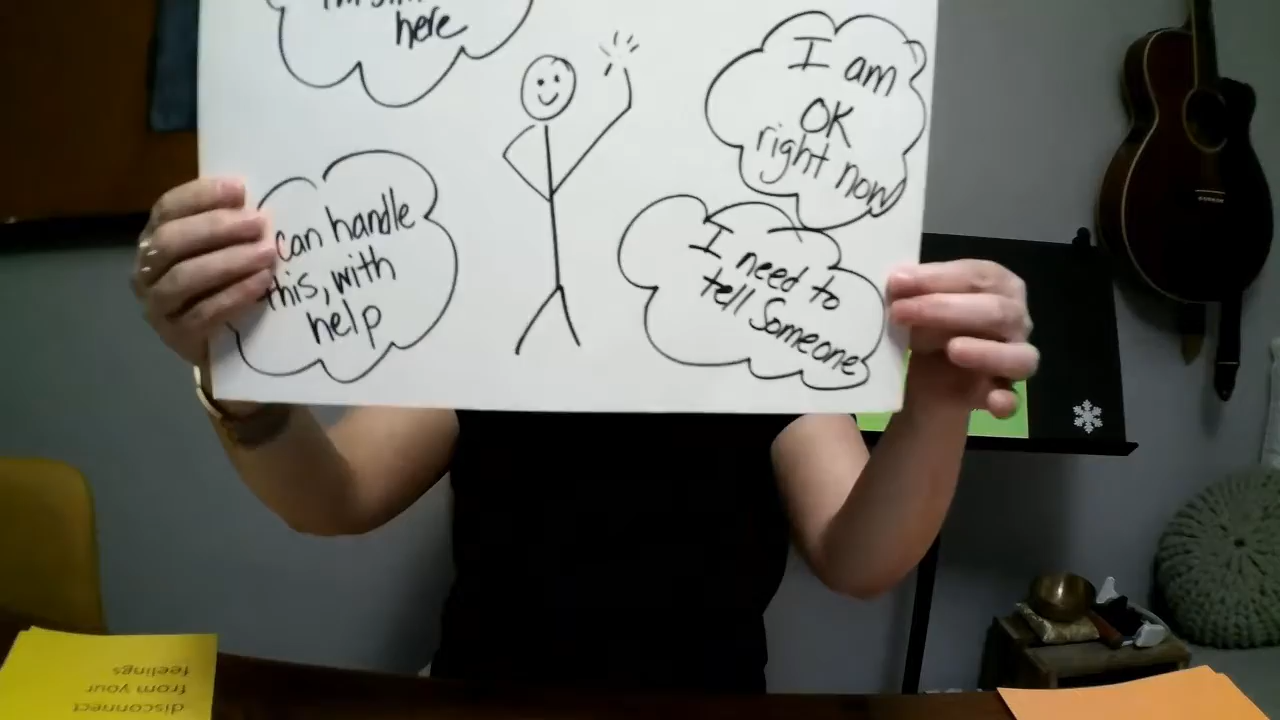 here
I am
OK
right now
can handle
this, with
help
I need to
tell Someone
disconnect
from your
feelings